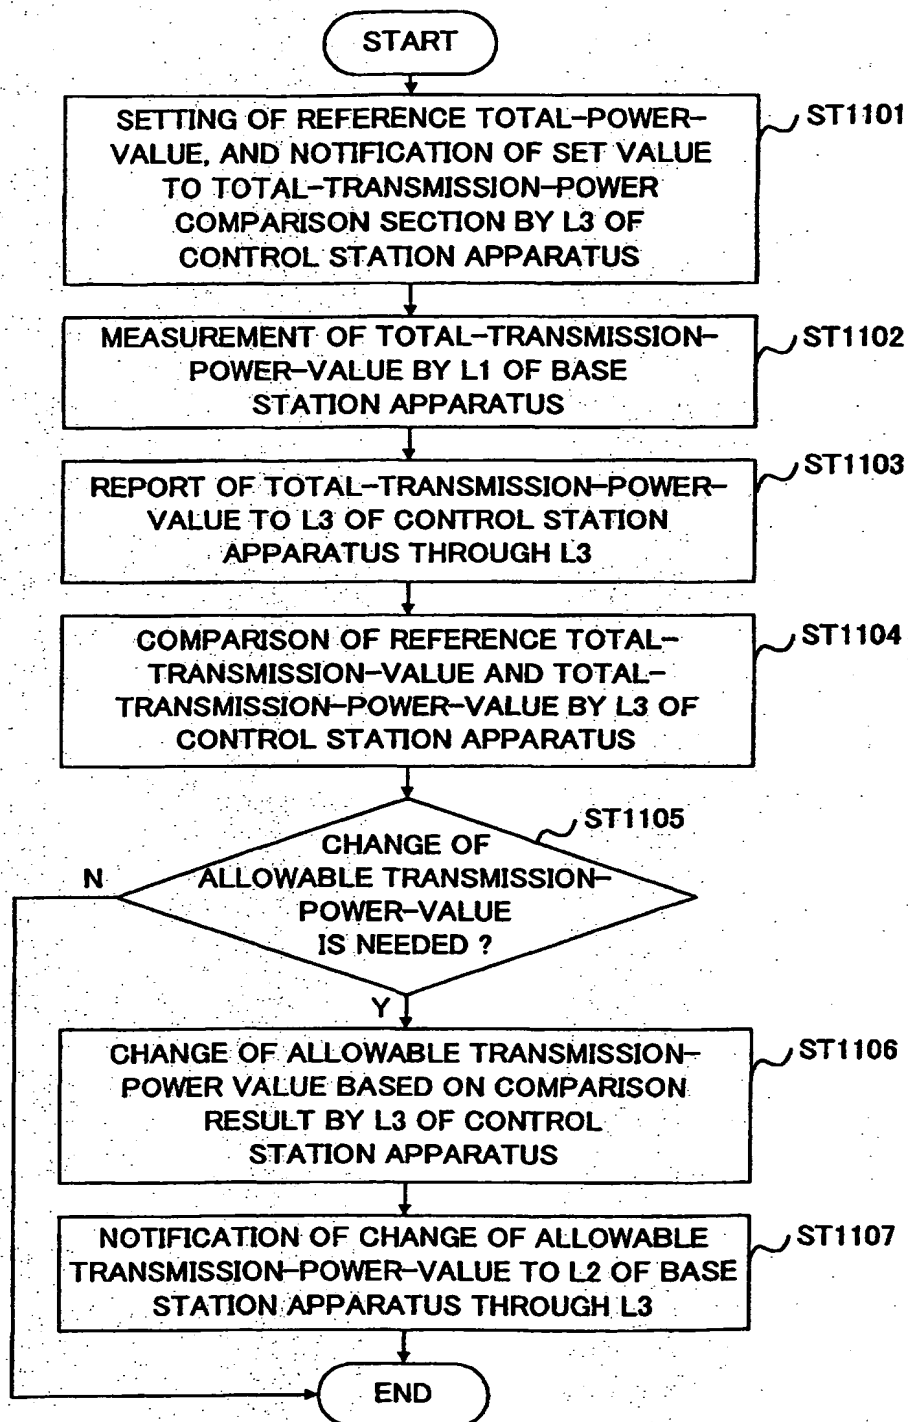 START
SETTING OF REFERENCE TOTAL-POWER-
VALUE, AND NOTIFICATION OF SET VALUE
TO TOTAL-TRANSMISSION-POWER
COMPARISON SECTION BY L3 OF
CONTROL STATION APPARATUS
ST1101
MEASUREMENT OF TOTAL-TRANSMISSION-
POWER-VALUE BY L1 OF BASE
STATION APPARATUS
ST1102
REPORT OF TOTAL-TRANSMISSION-POWER-
VALUE TO L3 OF CONTROL STATION
APPARATUS THROUGH L3
ST1103
COMPARISON OF REFERENCE TOTAL-
TRANSMISSION-VALUE AND TOTAL-
TRANSMISSION-POWER-VALUE BY L3 OF
CONTROL STATION APPARATUS
ST1104
ST1105
CHANGE OF
ALLOWABLE TRANSMISSION-
POWER-VALUE
IS NEEDED ?
N
Y
CHANGE OF ALLOWABLE TRANSMISSION-
POWER VALUE BASED ON COMPARISON
RESULT BY L3 OF CONTROL
STATION APPARATUS
ST1106
NOTIFICATION OF CHANGE OF ALLOWABLE
TRANSMISSION-POWER-VALUE TO L2 OF BASE
STATION APPARATUS THROUGH L3
ST1107
END